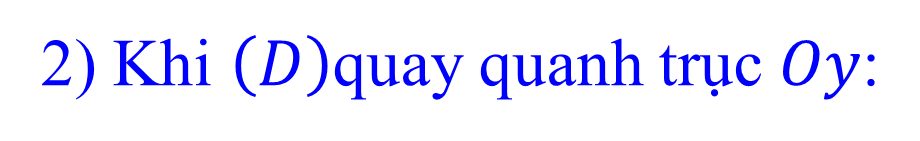 2) Khi (D)quay quanh trục Oy: